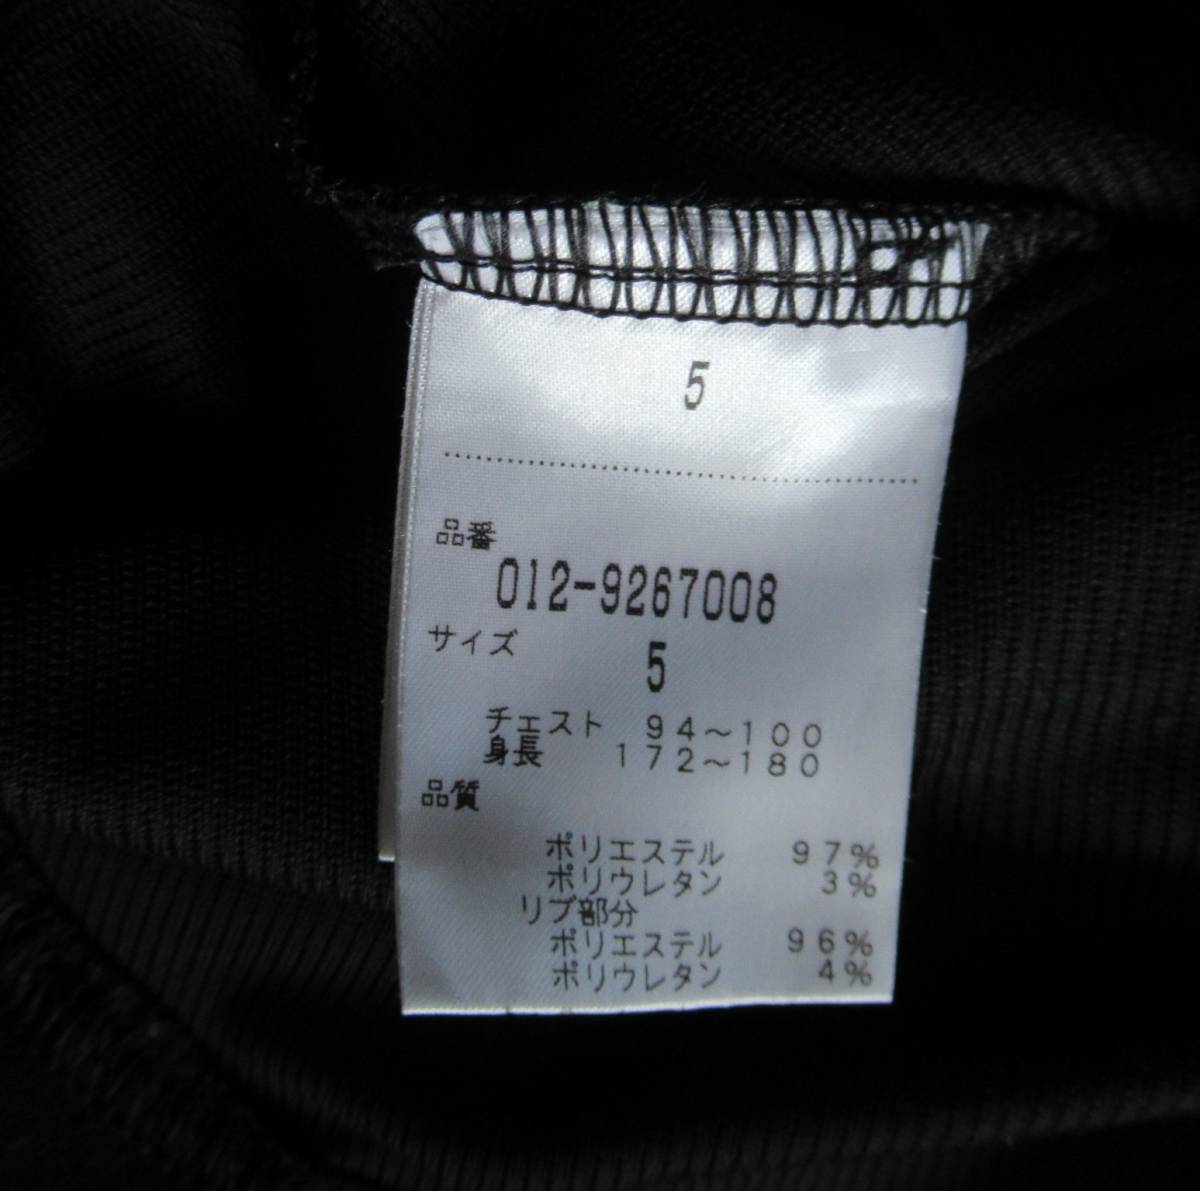 5
品番
012-9267008
サイズ
5
チェスト 94～100
身長 172～180
品質
ポリエステル 97%
ポリウレタン 3%
リブ部分
ポリエステル 96%
ポリウレタン 4%